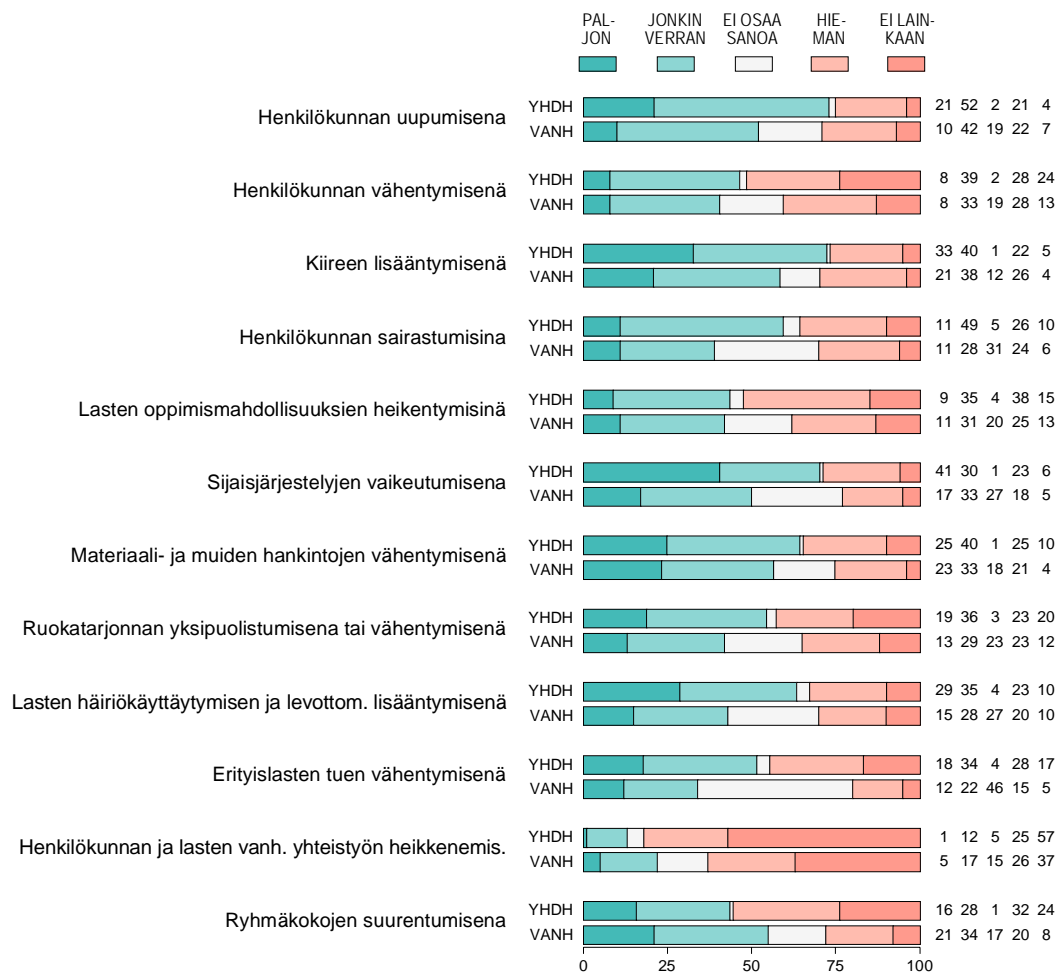 PAL- JONKIN EI OSAA HIE- EI LAIN-
JON VERRAN SANOA MAN KAAN
Henkilökunnan uupumisena
YHDH 21 52 2 21 4
VANH 10 42 19 22 7
Henkilökunnan vähentymisenä
YHDH 8 39 2 28 24
VANH 8 33 19 28 13
Kiireen lisääntymisenä
YHDH 33 40 1 22 5
VANH 21 38 12 26 4
Henkilökunnan sairastumisina
YHDH 11 49 5 26 10
VANH 11 28 31 24 6
Lasten oppimismahdollisuuksien heikentymisinä
YHDH 9 35 4 38 15
VANH 11 31 20 25 13
Sijaisjärjestelyjen vaikeutumisena
YHDH 41 30 1 23 6
VANH 17 33 27 18 5
Materiaali- ja muiden hankintojen vähentymisenä
YHDH 25 40 1 25 10
VANH 23 33 18 21 4
Ruokatarjonnan yksipuolistumisena tai vähentymisenä
YHDH 19 36 3 23 20
VANH 13 29 23 23 12
Lasten häiriökäyttäytymisen ja levottom. lisääntymisenä
YHDH 29 35 4 23 10
VANH 15 28 27 20 10
Erityislasten tuen vähentymisenä
YHDH 18 34 4 28 17
VANH 12 22 46 15 5
Henkilökunnan ja lasten vanh. yhteistyön heikkenemis.
YHDH 1 12 5 25 57
VANH 5 17 15 26 37
Ryhmäkokojen suurentumisena
YHDH 16 28 1 32 24
VANH 21 34 17 20 8
0 25 50 75 100